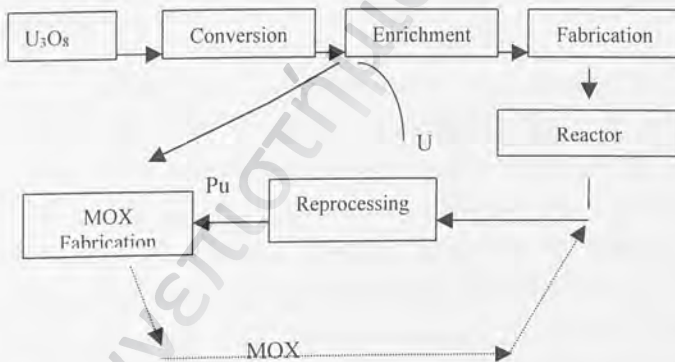 U₃O₈
Conversion
Enrichment
Fabrication
Reactor
U
Pu
Reprocessing
MOX
Fabrication
MOX